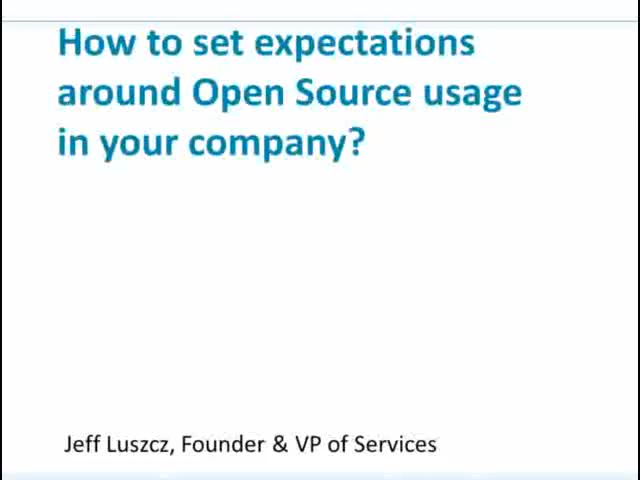 How to set expectations
around Open Source usage
in your company?
Jeff Luszcz, Founder & VP of Services